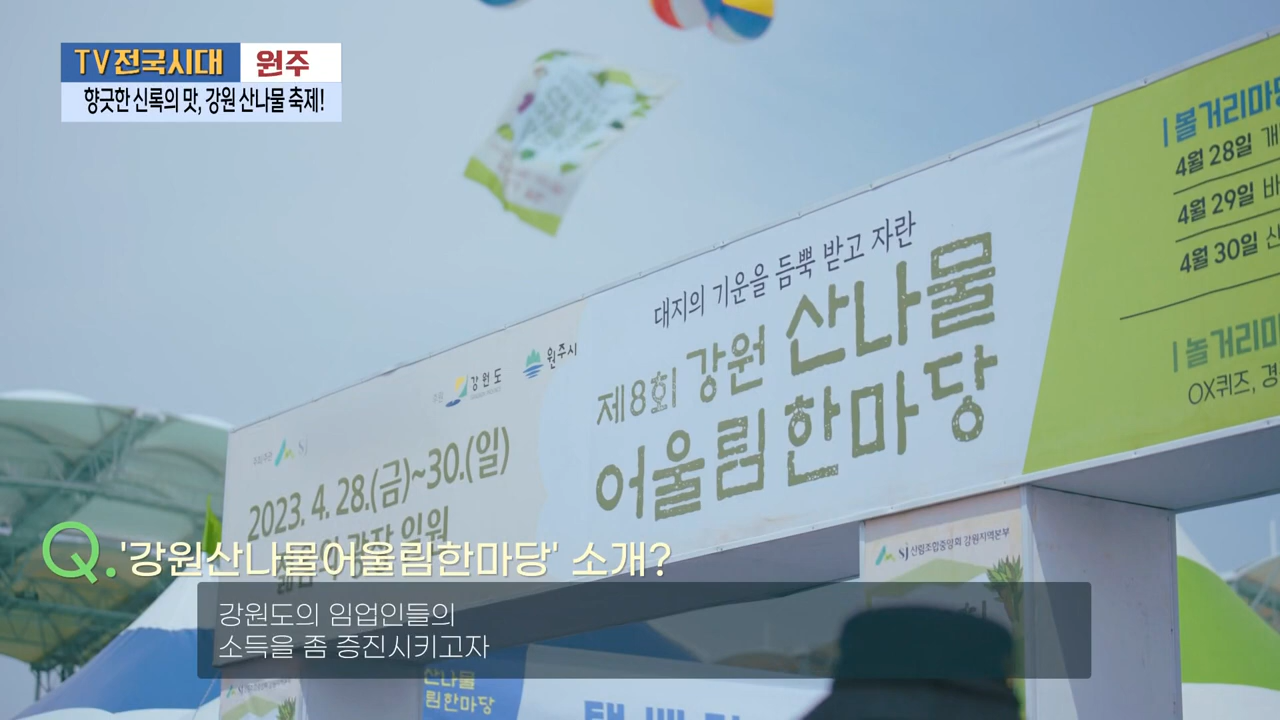 TV전국시대 원주
향긋한 신록의 맛, 강원 산나물 축제!
대지의 기운을 듬뿍 받고 자란
제8회 강원 산나물
어울림한마당
강원도
원주시
SJ
2023. 4. 28.(금)~30.(일)
볼거리마당
4월 28일 개
4월 29일
4월 30일
놀거리마
OX퀴즈, 경
SJ 산림조합중앙회 강원지역본부
Q. '강원산나물어울림한마당' 소개?
강원도의 임업인들의
소득을 좀 증진시키고자
산나물
림한마당